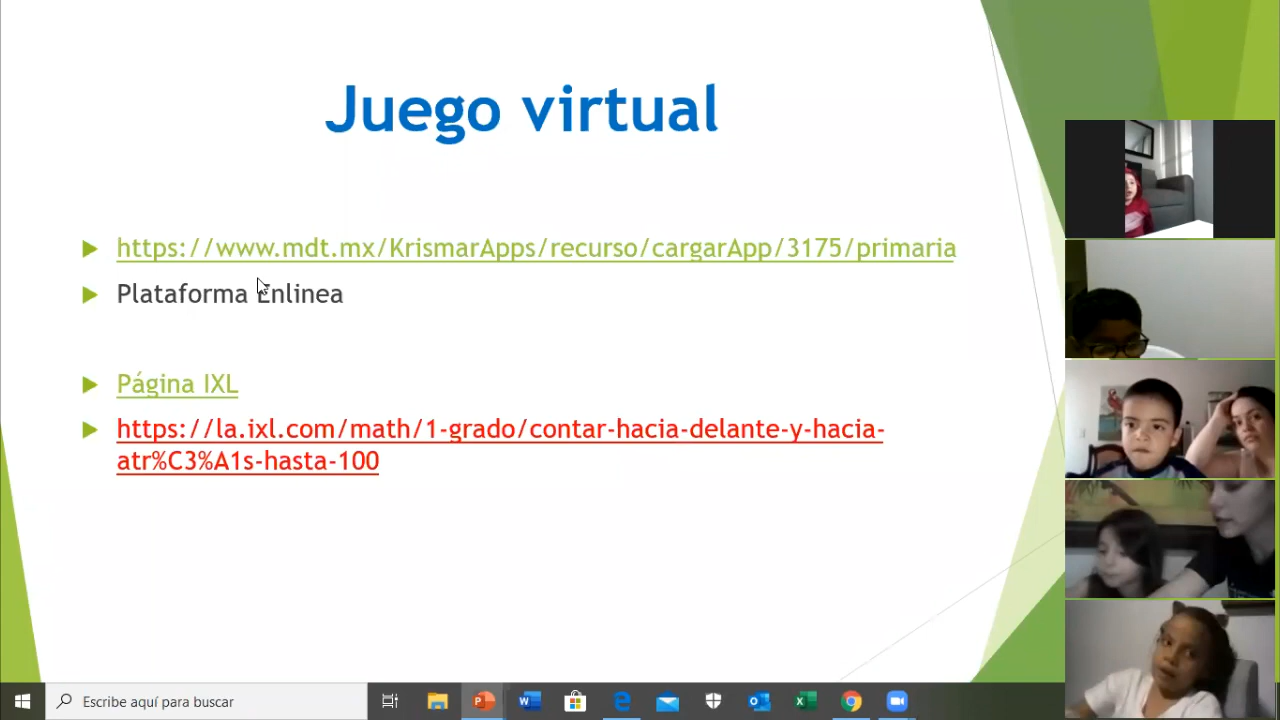 Juego virtual
https://www.mdt.mx/KrismarApps/recurso/cargarApp/3175/primaria
Plataforma Enlinea
Página IXL
https://la.ixl.com/math/1-grado/contar-hacia-delante-y-hacia-
atr%C3%A1s-hasta-100
Escribe aquí para buscar